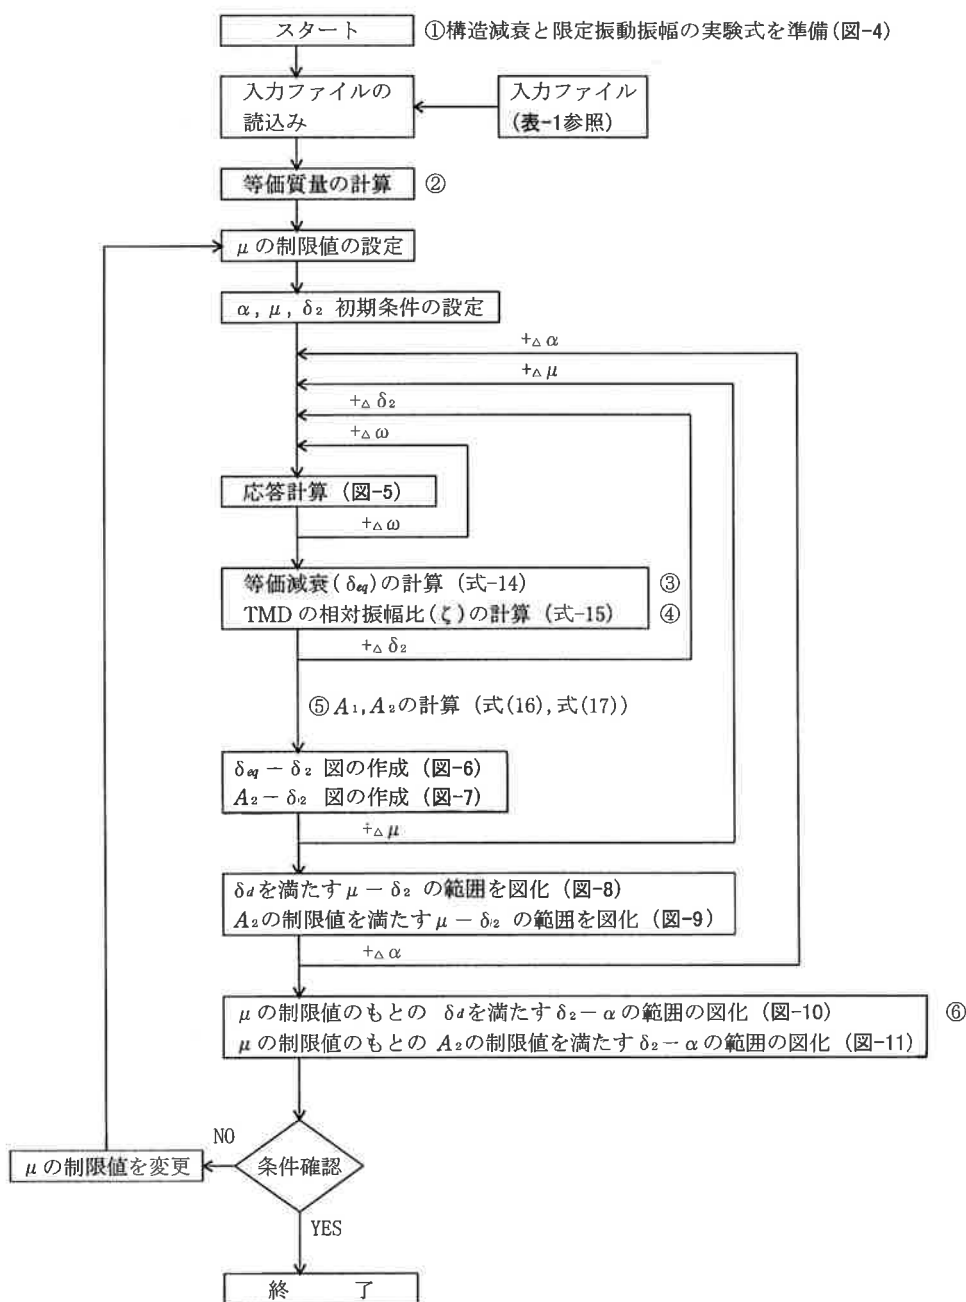 スタート
①構造減衰と限定振動振幅の実験式を準備(図-4)
入力ファイルの
読込み
入力ファイル
(表-1参照)
等価質量の計算
②
μの制限値の設定
α, μ, δ₂ 初期条件の設定
+△α
+△μ
+△δ₂
+△ω
応答計算 (図-5)
+△ω
等価減衰(δeq)の計算 (式-14)
③
TMDの相対振幅比(ζ)の計算 (式-15)
④
+△δ₂
⑤A₁,A₂の計算 (式(16),式(17))
δeq-δ₂ 図の作成 (図-6)
A₂-δ₂ 図の作成 (図-7)
+△μ
δdを満たすμ-δ₂ の範囲を図化 (図-8)
A₂の制限値を満たすμ-δ₂ の範囲を図化 (図-9)
+△α
μの制限値のもとの δdを満たすδ₂-αの範囲の図化 (図-10)
⑥
μの制限値のもとの A₂の制限値を満たすδ₂-αの範囲の図化 (図-11)
NO
μの制限値を変更
条件確認
YES
終 了